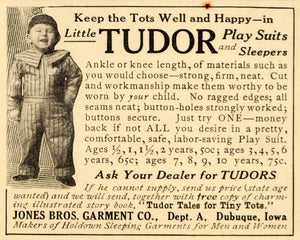 Keep the Tots Well and Happy—in
Little TUDOR Play Suits
and Sleepers
Ankle or knee length, of materials such as
you would choose—strong, firm, neat. Cut
and workmanship make them worthy to be
worn by your child. No ragged edges; all
seams neat; button-holes strongly worked;
buttons secure. Just try ONE—money
back if not ALL you desire in a pretty,
comfortable, safe, labor-saving Play Suit.
Ages ½, 1, 1½, 2 years, 50c; ages 3, 4, 5, 6
years, 65c; ages 7, 8, 9, 10 years, 75c.
Ask Your Dealer for TUDORS
If he cannot supply, send us price (state age
wanted) and we will send, together with free copy of charm-
ing illustrated story book, "Tudor Tales for Tiny Tots."
JONES BROS. GARMENT CO., Dept. A, Dubuque, Iowa
Makers of Holdown Sleeping Garments for Men and Women